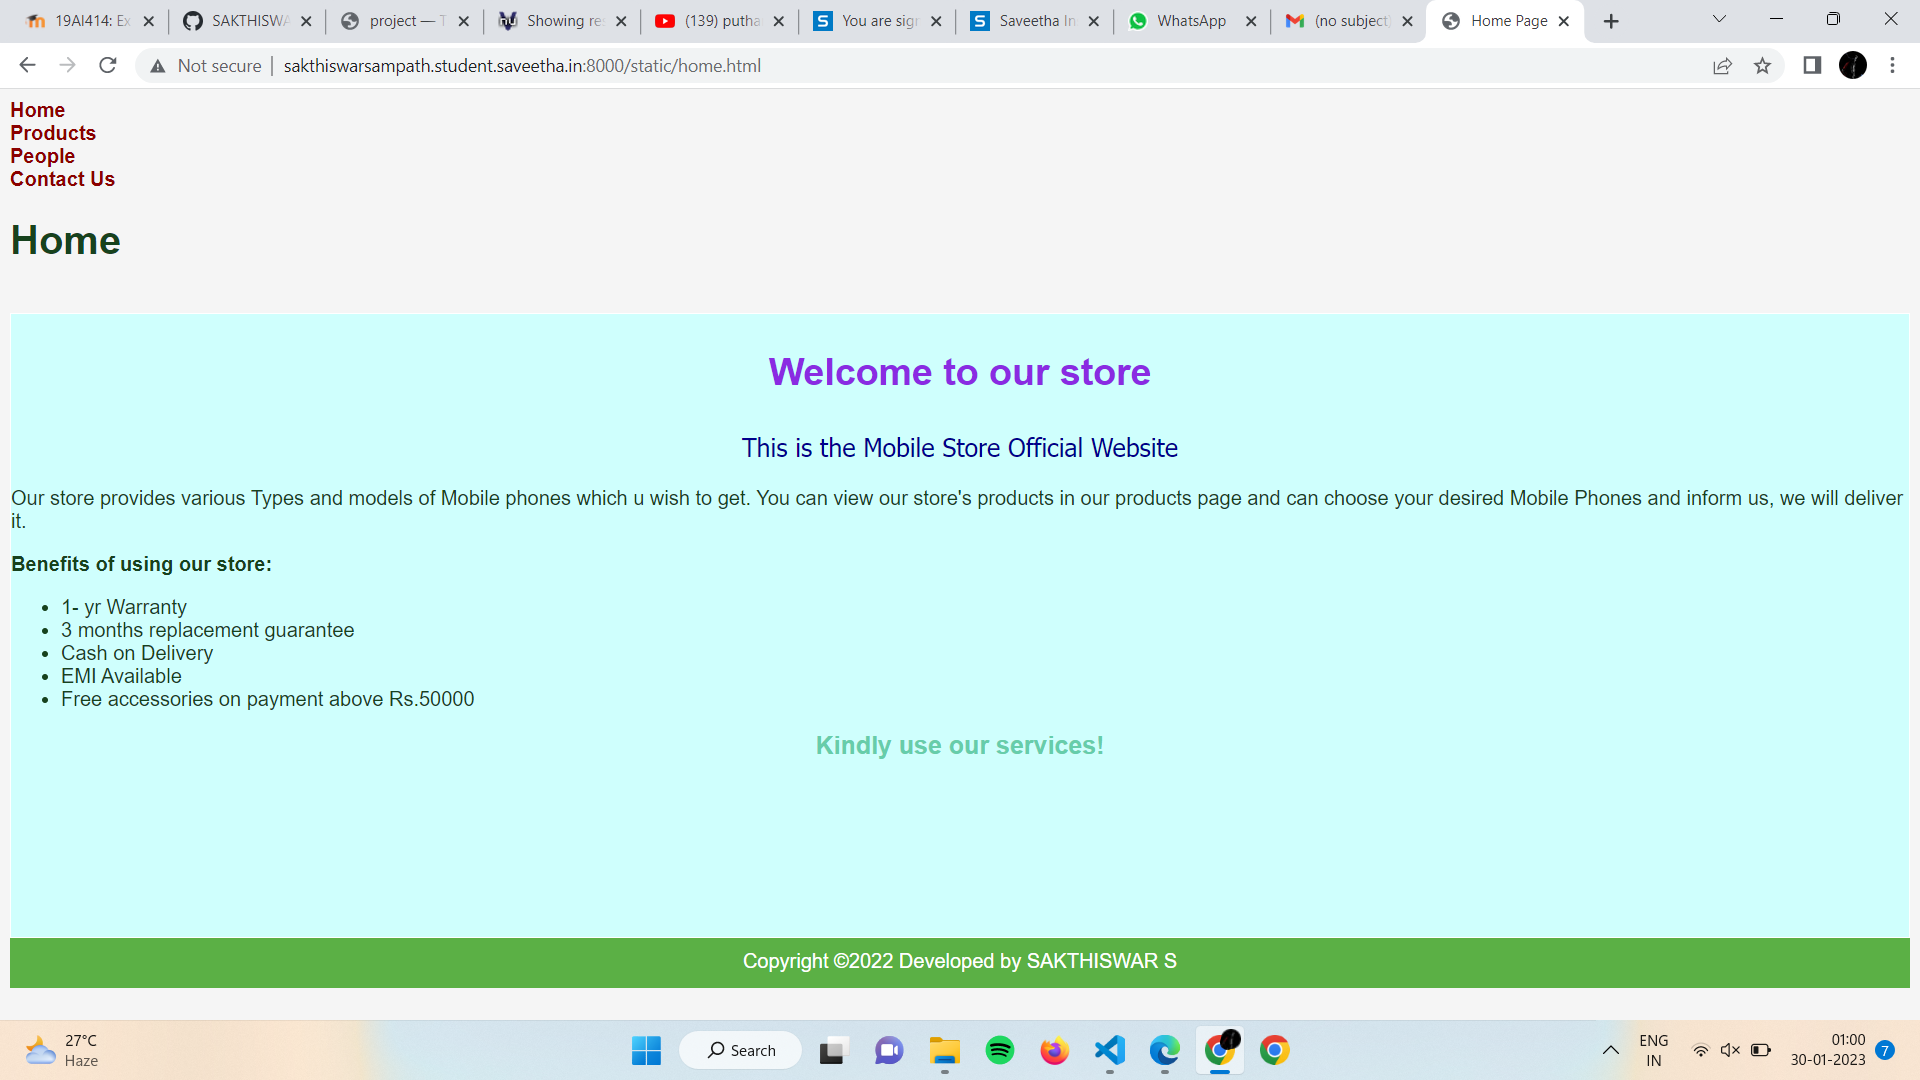 19AI414: Ex
SAKTHISWA
project — T
Showing res
(139) putha
You are sign
Saveetha In
WhatsApp
(no subject)
Home Page
Not secure
sakthiswarsampath.student.saveetha.in:8000/static/home.html
Home
Products
People
Contact Us
Home
Welcome to our store
This is the Mobile Store Official Website
Our store provides various Types and models of Mobile phones which u wish to get. You can view our store's products in our products page and can choose your desired Mobile Phones and inform us, we will deliver
it.
Benefits of using our store:
• 1- yr Warranty
• 3 months replacement guarantee
• Cash on Delivery
• EMI Available
• Free accessories on payment above Rs.50000
Kindly use our services!
Copyright ©2022 Developed by SAKTHISWAR S
27°C
Haze
Search
ENG
IN
01:00
30-01-2023
7